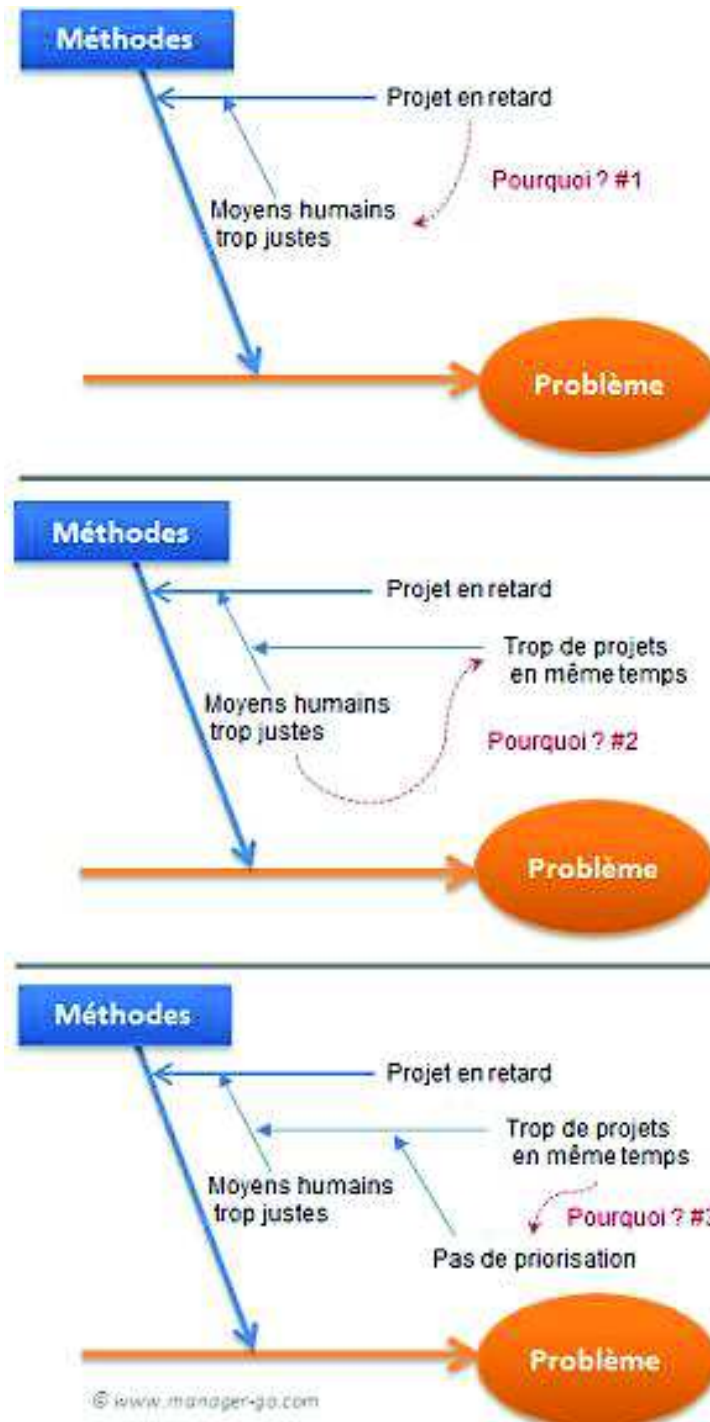 Méthodes
Projet en retard
Pourquoi ? #1
Moyens humains
trop justes
Problème
Méthodes
Projet en retard
Trop de projets
en même temps
Moyens humains
trop justes
Pourquoi ? #2
Problème
Méthodes
Projet en retard
Trop de projets
en même temps
Moyens humains
trop justes
Pourquoi ? #3
Pas de priorisation
Problème
© www.manager-go.com